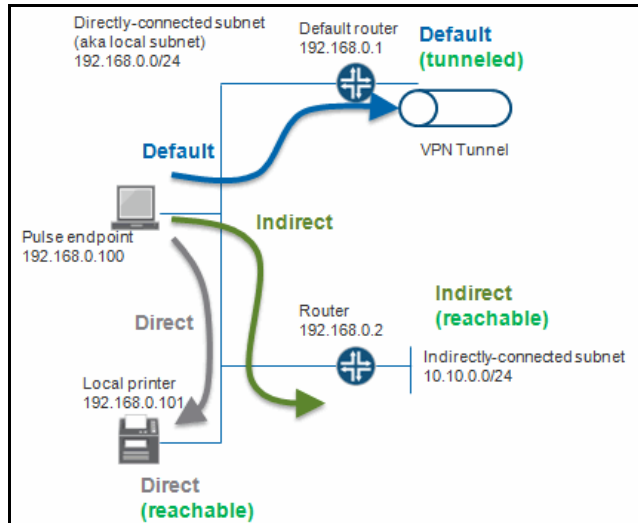 Directly-connected subnet
(aka local subnet)
192.168.0.0/24
Default router
192.168.0.1
Default
(tunneled)
VPN Tunnel
Default
Pulse endpoint
192.168.0.100
Indirect
Direct
Router
192.168.0.2
Indirect
(reachable)
Indirectly-connected subnet
10.10.0.0/24
Local printer
192.168.0.101
Direct
(reachable)